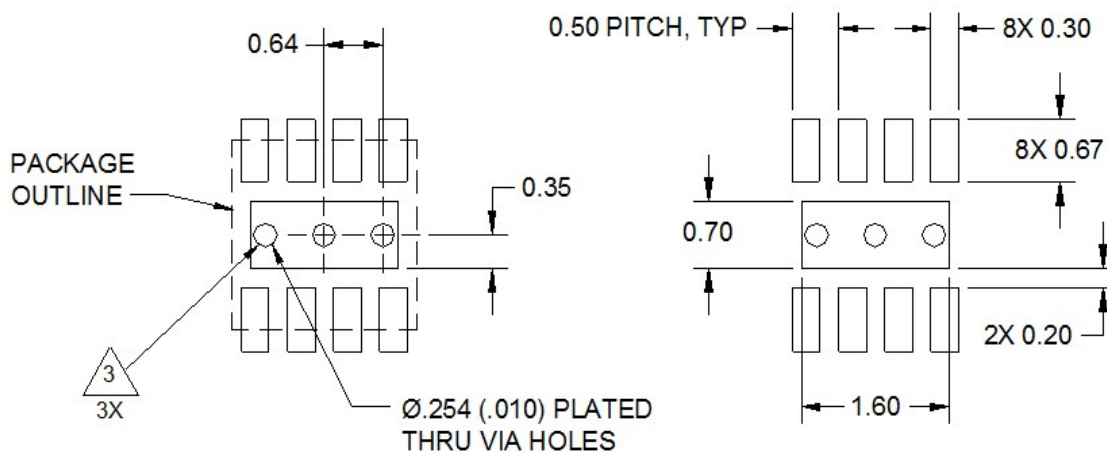 0.64
PACKAGE
OUTLINE
0.35
3
3X
Ø.254 (.010) PLATED
THRU VIA HOLES
0.50 PITCH, TYP
8X 0.30
8X 0.67
0.70
2X 0.20
1.60